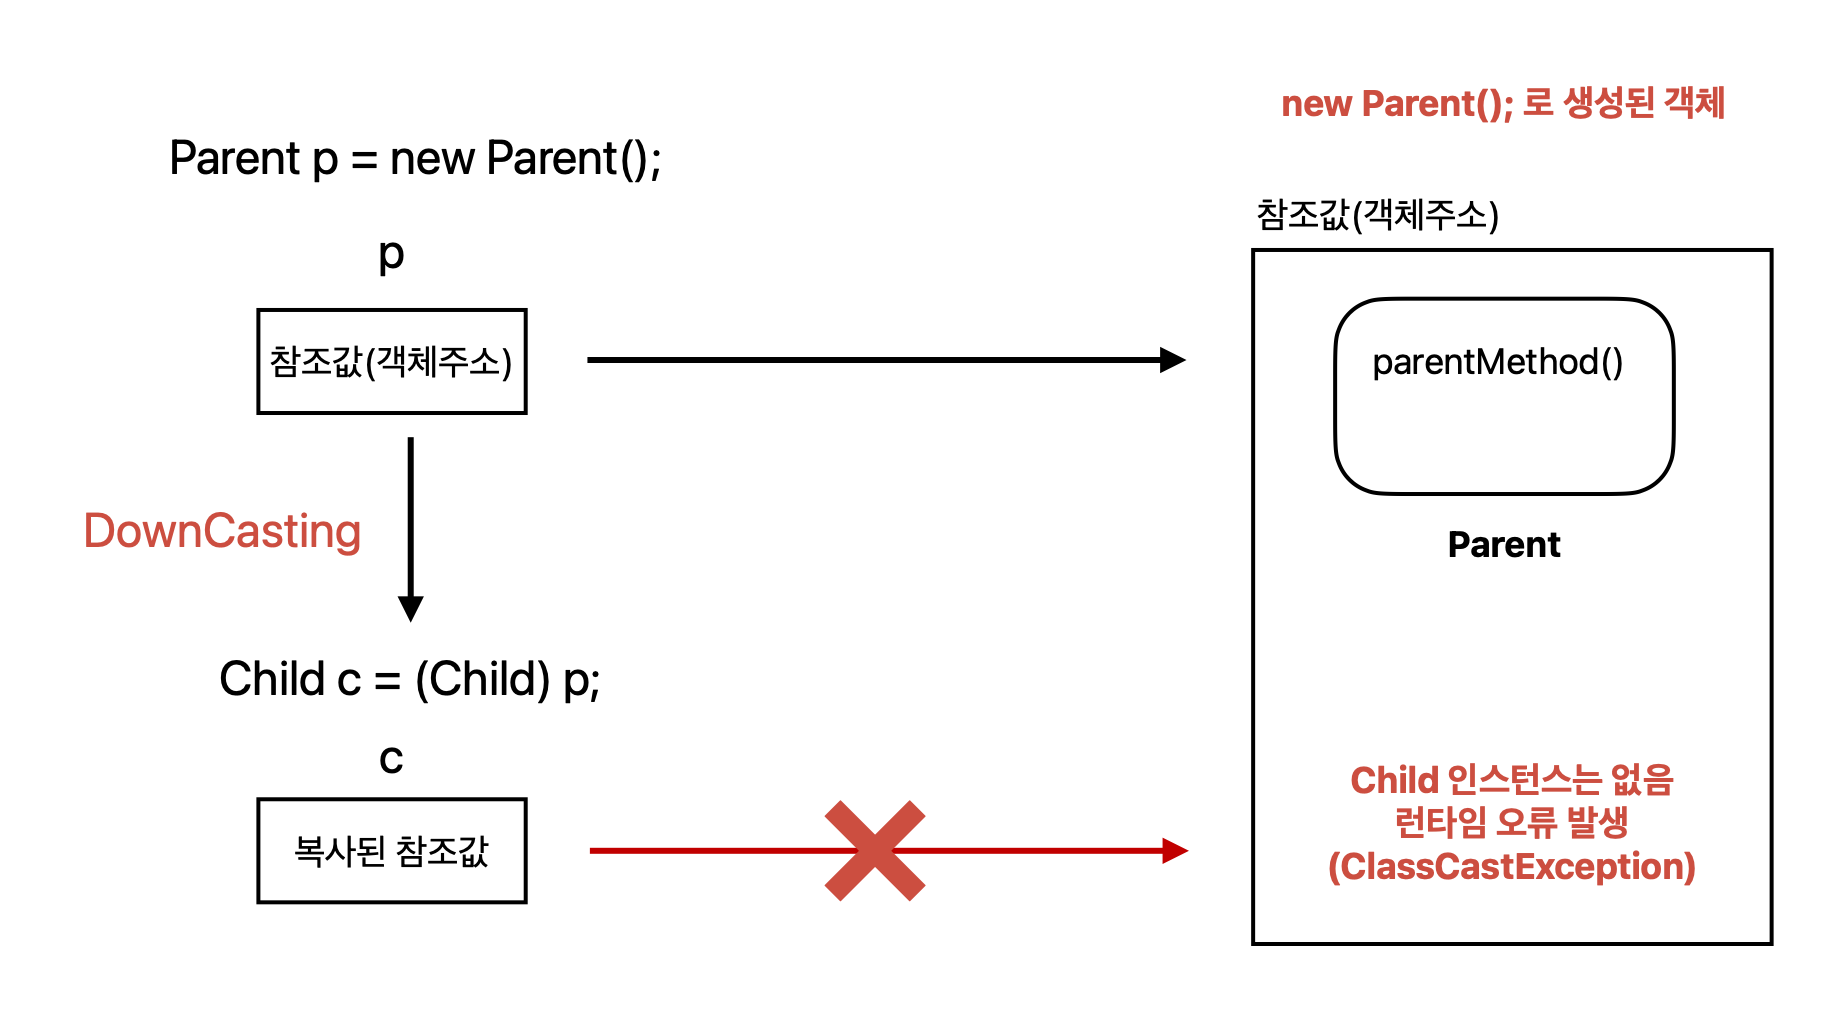 new Parent(); 로 생성된 객체
Parent p = new Parent();
참조값(객체주소)
p
참조값(객체주소)
parentMethod()
Parent
DownCasting
Child c = (Child) p;
c
복사된 참조값
Child 인스턴스는 없음
런타임 오류 발생
(ClassCastException)